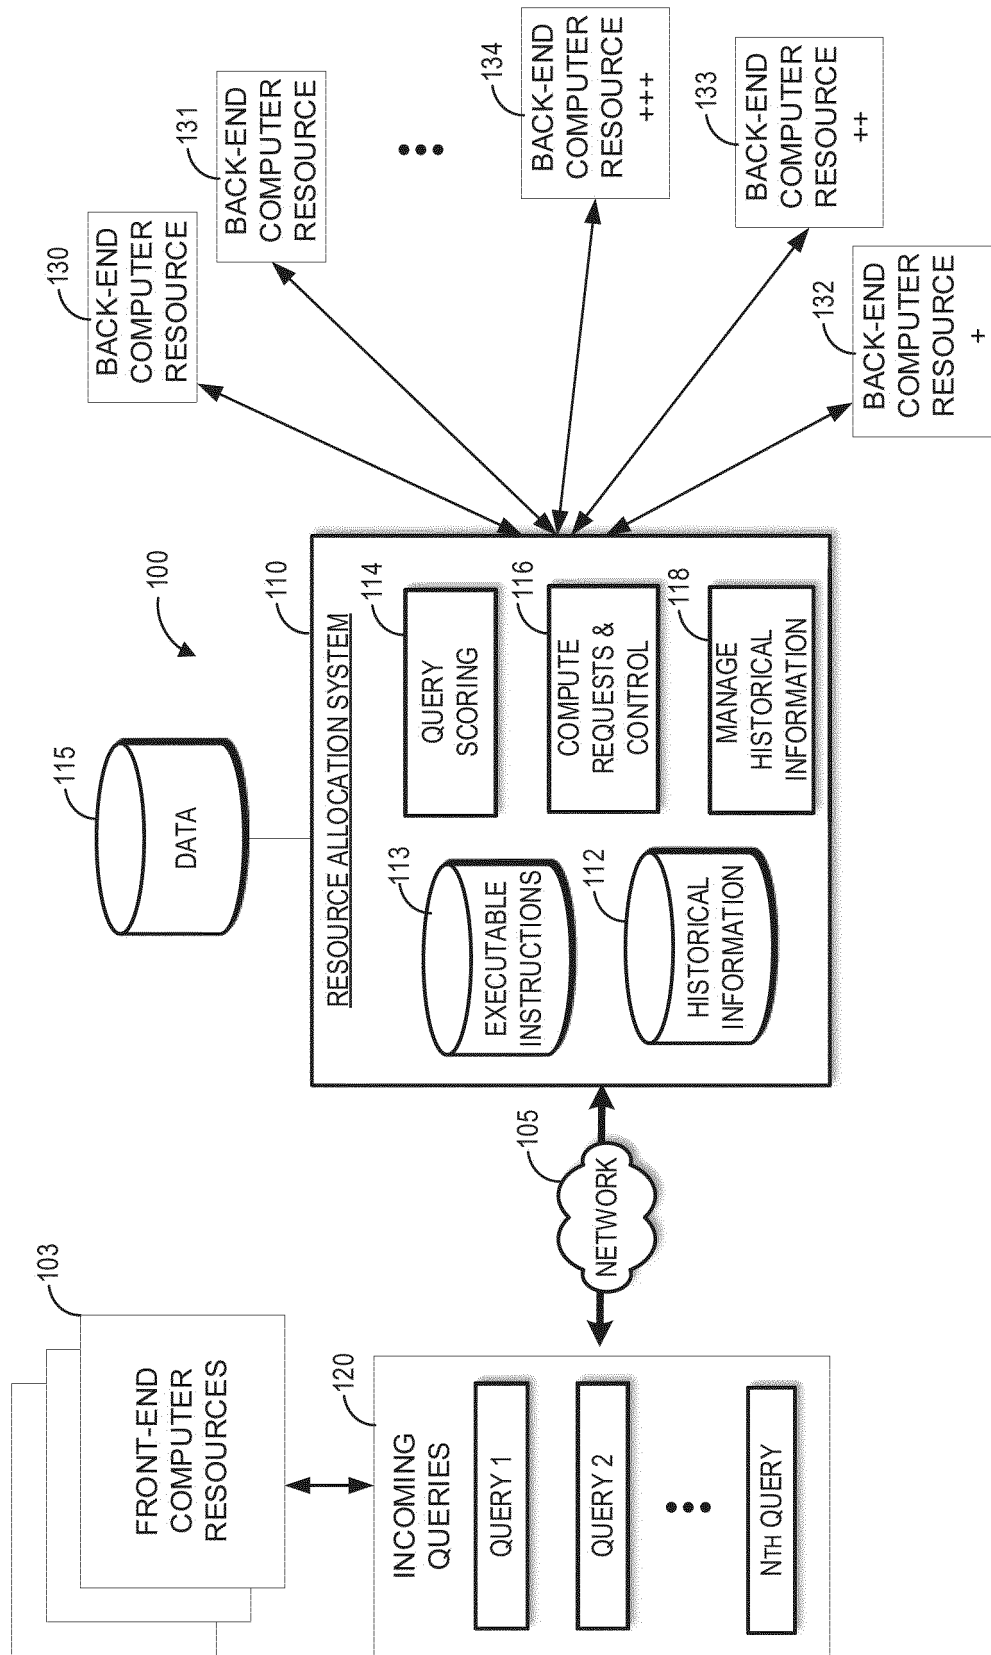 100
103
FRONT-END
COMPUTER
RESOURCES
120
INCOMING
QUERIES
QUERY 1
QUERY 2
NTH QUERY
105
NETWORK
115
DATA
110
RESOURCE ALLOCATION SYSTEM
113
EXECUTABLE
INSTRUCTIONS
112
HISTORICAL
INFORMATION
114
QUERY
SCORING
116
COMPUTE
REQUESTS &
CONTROL
118
MANAGE
HISTORICAL
INFORMATION
130
BACK-END
COMPUTER
RESOURCE
131
BACK-END
COMPUTER
RESOURCE
134
BACK-END
COMPUTER
RESOURCE
+++
133
BACK-END
COMPUTER
RESOURCE
++
132
BACK-END
COMPUTER
RESOURCE
+